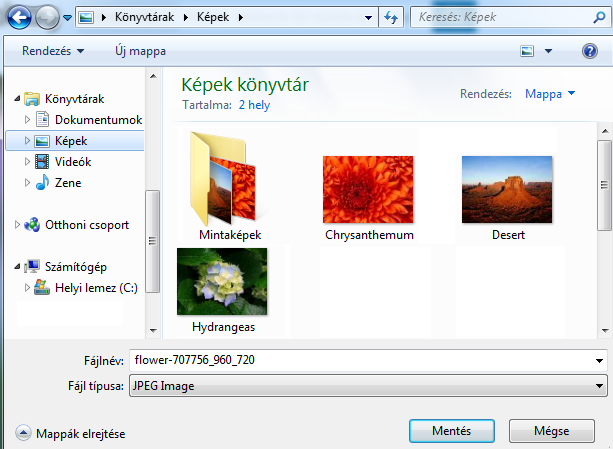 Könyvtárak Képek
Keresés: Képek
Rendezés Új mappa
Könyvtárak
Dokumentumok
Képek
Videók
Zene
Otthoni csoport
Számítógép
Helyi lemez (C:)
Képek könyvtár
Tartalma: 2 hely
Rendezés: Mappa
Mintaképek
Chrysanthemum
Desert
Hydrangeas
Fájlnév: flower-707756_960_720
Fájl típusa: JPEG Image
Mappák elrejtése
Mentés
Mégse